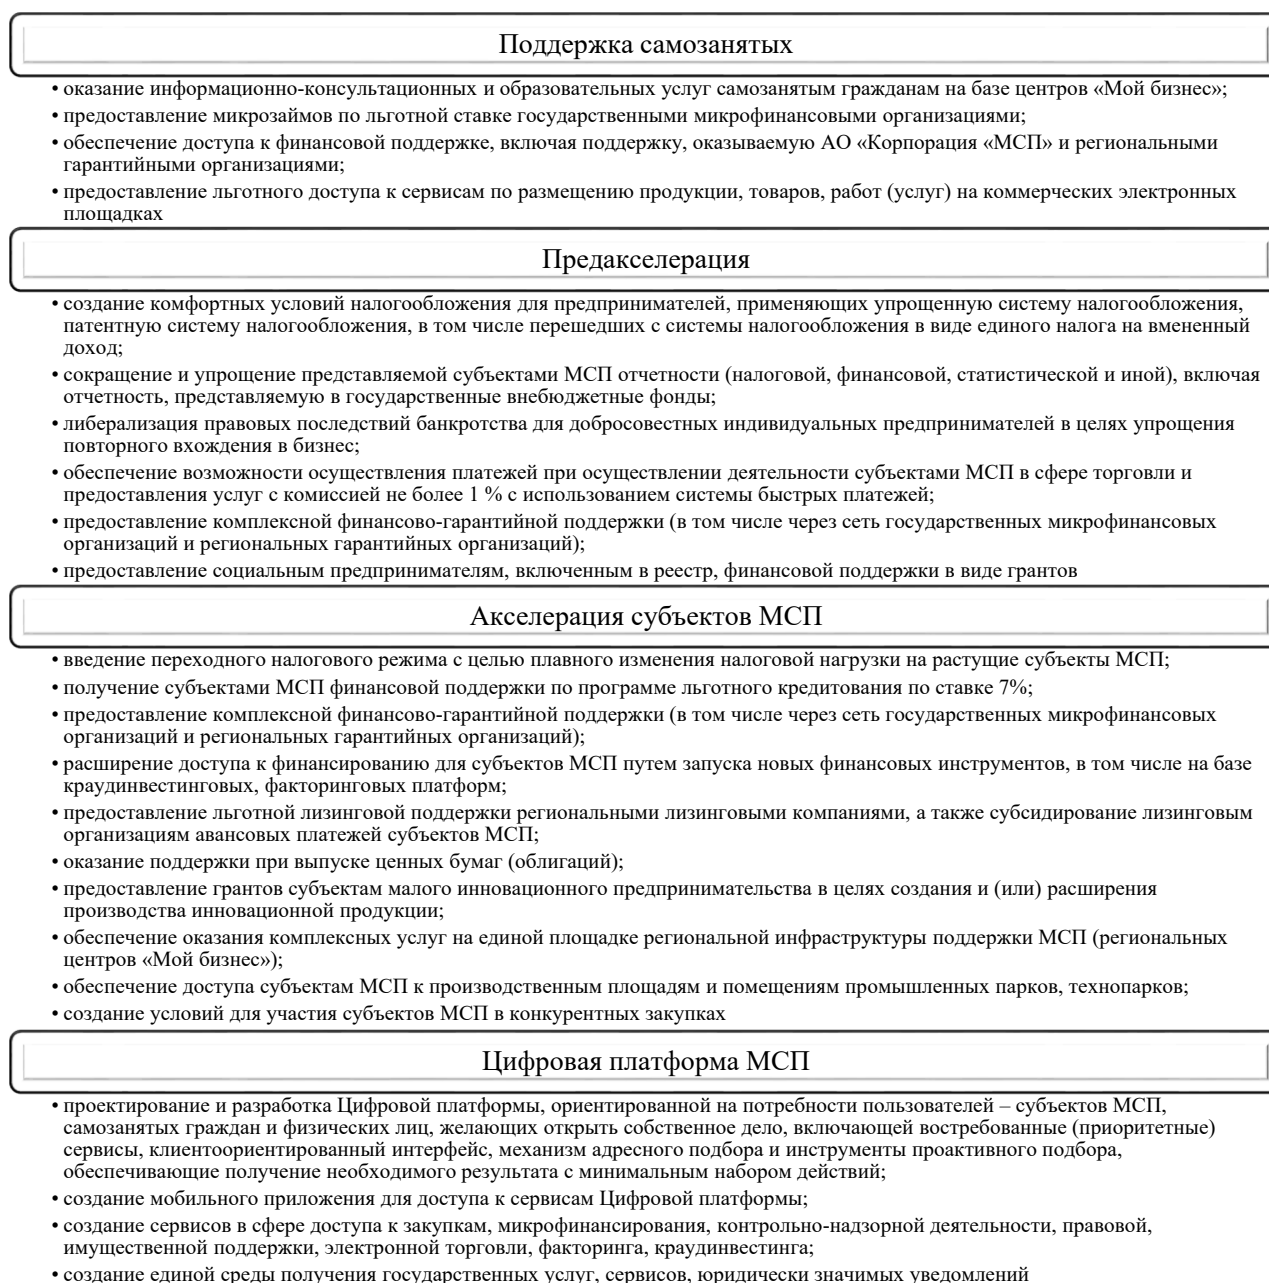 Поддержка самозанятых
• оказание информационно-консультационных и образовательных услуг самозанятым гражданам на базе центров «Мой бизнес»;
• предоставление микрозаймов по льготной ставке государственными микрофинансовыми организациями;
• обеспечение доступа к финансовой поддержке, включая поддержку, оказываемую АО «Корпорация «МСП» и региональными
гарантийными организациями;
• предоставление льготного доступа к сервисам по размещению продукции, товаров, работ (услуг) на коммерческих электронных
площадках
Предакселерация
• создание комфортных условий налогообложения для предпринимателей, применяющих упрощенную систему налогообложения,
патентную систему налогообложения, в том числе перешедших с системы налогообложения в виде единого налога на вмененный
доход;
• сокращение и упрощение представляемой субъектами МСП отчетности (налоговой, финансовой, статистической и иной), включая
отчетность, представляемую в государственные внебюджетные фонды;
• либерализация правовых последствий банкротства для добросовестных индивидуальных предпринимателей в целях упрощения
повторного вхождения в бизнес;
• обеспечение возможности осуществления платежей при осуществлении деятельности субъектами МСП в сфере торговли и
предоставления услуг с комиссией не более 1 % с использованием системы быстрых платежей;
• предоставление комплексной финансово-гарантийной поддержки (в том числе через сеть государственных микрофинансовых
организаций и региональных гарантийных организаций);
• предоставление социальным предпринимателям, включенным в реестр, финансовой поддержки в виде грантов
Акселерация субъектов МСП
• введение переходного налогового режима с целью плавного изменения налоговой нагрузки на растущие субъекты МСП;
• получение субъектами МСП финансовой поддержки по программе льготного кредитования по ставке 7%;
• предоставление комплексной финансово-гарантийной поддержки (в том числе через сеть государственных микрофинансовых
организаций и региональных гарантийных организаций);
• расширение доступа к финансированию для субъектов МСП путем запуска новых финансовых инструментов, в том числе на базе
краудинвестинговых, факторинговых платформ;
• предоставление льготной лизинговой поддержки региональными лизинговыми компаниями, а также субсидирование лизинговым
организациям авансовых платежей субъектов МСП;
• оказание поддержки при выпуске ценных бумаг (облигаций);
• предоставление грантов субъектам малого инновационного предпринимательства в целях создания и (или) расширения
производства инновационной продукции;
• обеспечение оказания комплексных услуг на единой площадке региональной инфраструктуры поддержки МСП (региональных
центров «Мой бизнес»);
• обеспечение доступа субъектам МСП к производственным площадям и помещениям промышленных парков, технопарков;
• создание условий для участия субъектов МСП в конкурентных закупках
Цифровая платформа МСП
• проектирование и разработка Цифровой платформы, ориентированной на потребности пользователей – субъектов МСП,
самозанятых граждан и физических лиц, желающих открыть собственное дело, включающей востребованные (приоритетные)
сервисы, клиентоориентированный интерфейс, механизм адресного подбора и инструменты проактивного подбора,
обеспечивающие получение необходимого результата с минимальным набором действий;
• создание мобильного приложения для доступа к сервисам Цифровой платформы;
• создание сервисов в сфере доступа к закупкам, микрофинансирования, контрольно-надзорной деятельности, правовой,
имущественной поддержки, электронной торговли, факторинга, краудинвестинга;
• создание единой среды получения государственных услуг, сервисов, юридически значимых уведомлений